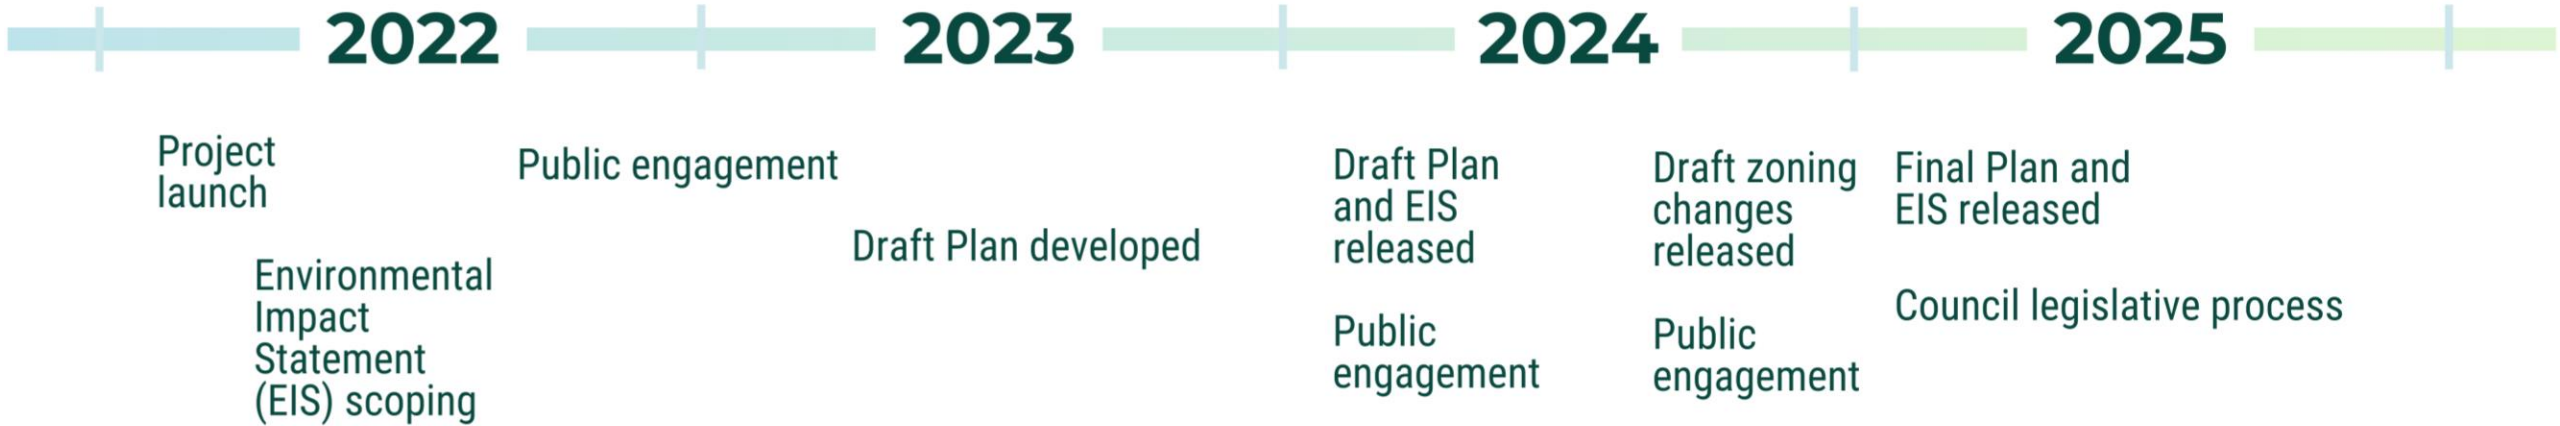 2022
2023
2024
2025
Project
launch
Environmental
Impact
Statement
(EIS) scoping
Public engagement
Draft Plan developed
Draft Plan
and EIS
released
Public
engagement
Draft zoning
changes
released
Public
engagement
Final Plan and
EIS released
Council legislative process